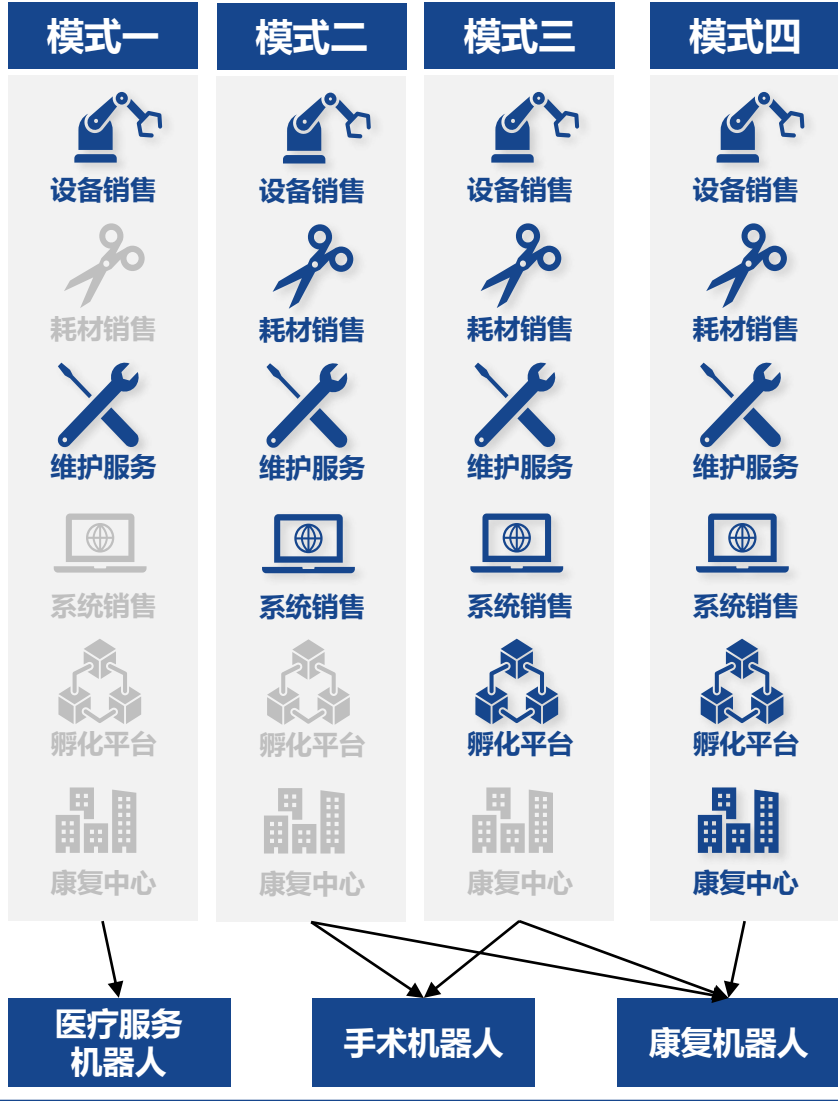 模式一
模式二
模式三
模式四
设备销售
设备销售
设备销售
设备销售
耗材销售
耗材销售
耗材销售
耗材销售
维护服务
维护服务
维护服务
维护服务
系统销售
系统销售
系统销售
系统销售
孵化平台
孵化平台
孵化平台
孵化平台
康复中心
康复中心
康复中心
康复中心
医疗服务
机器人
手术机器人
康复机器人